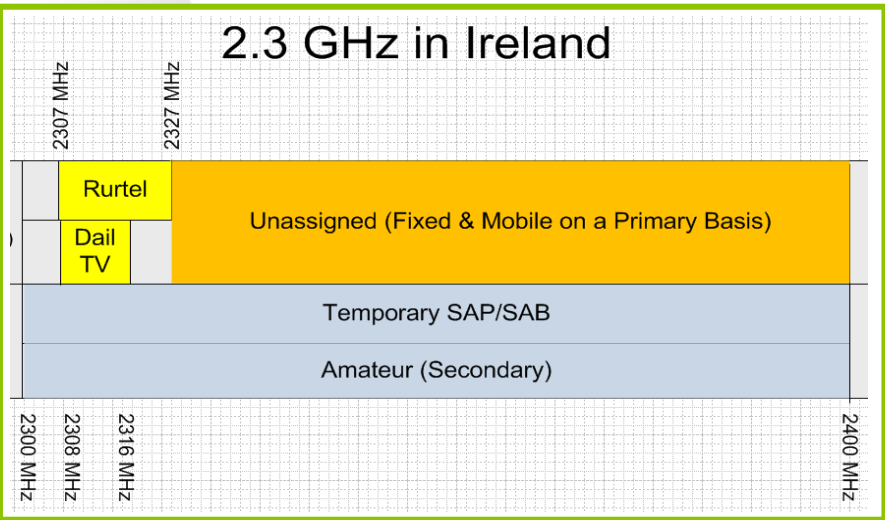 2.3 GHz in Ireland
2307 MHz
2327 MHz
Rurtel
Dail
TV
Unassigned (Fixed & Mobile on a Primary Basis)
)
Temporary SAP/SAB
Amateur (Secondary)
2300 MHz
2308 MHz
2316 MHz
2400 MHz